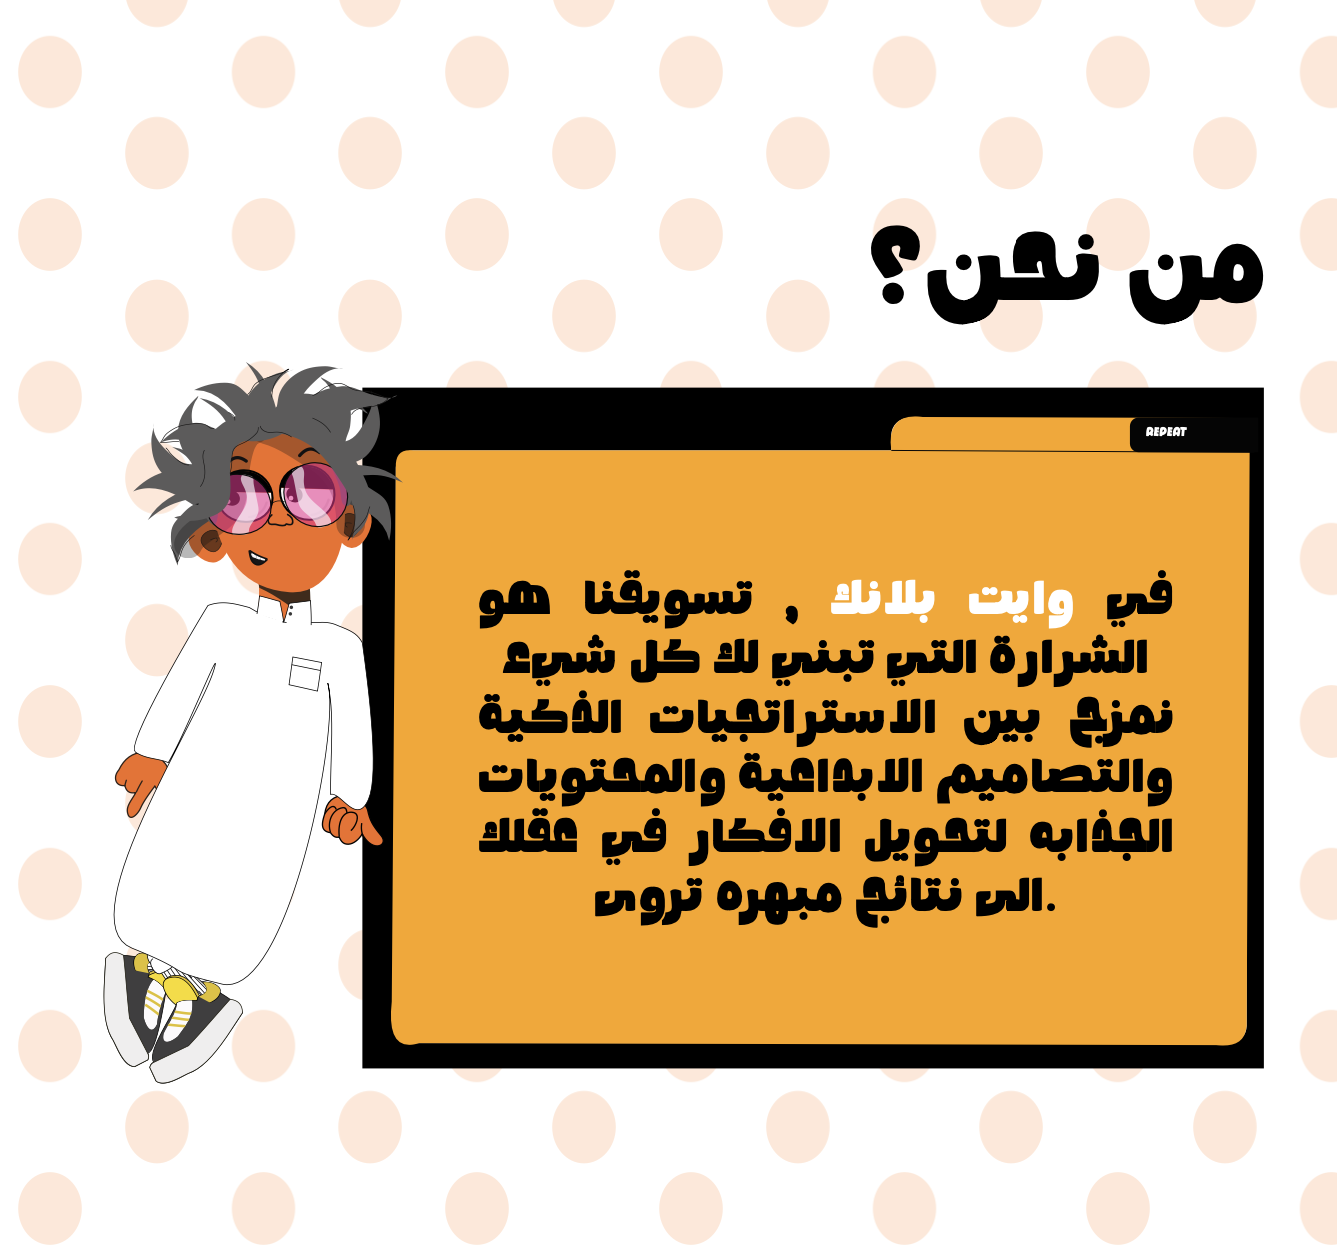 من نحن؟
REPEAT
في وايت بلانك , تسويقنا هو
الشرارة التي تبني لك كل شيء
نمزج بين الاستراتجيات الذكية
والتصاميم الابداعية والمحتويات
الجذابه لتحويل الافكار في عقلك
الى نتائج مبهره تروى.